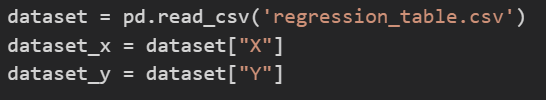 dataset = pd.read_csv('regression_table.csv')
dataset_x = dataset["X"]
dataset_y = dataset["Y"]